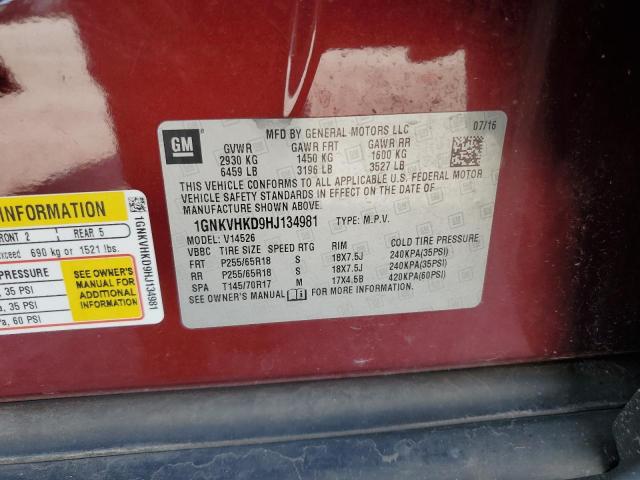 GM
MFD BY GENERAL MOTORS LLC 07/16
GVWR GAWR FRT GAWR RR
2930 KG 1450 KG 1600 KG
6459 LB 3196 LB 3527 LB
THIS VEHICLE CONFORMS TO ALL APPLICABLE U.S. FEDERAL MOTOR
VEHICLE SAFETY STANDARDS IN EFFECT ON THE DATE OF
MANUFACTURE SHOWN ABOVE.
1GNKVHKD9HJ134981 TYPE: M.P.V.
V14526
VBBC TIRE SIZE SPEED RTG RIM COLD TIRE PRESSURE
FRT P255/65R18 S 18X7.5J 240KPA(35PSI)
RR P255/65R18 S 18X7.5J 240KPA(35PSI)
SPA T145/70R17 M 17X4.5B 420KPA(60PSI)
SEE OWNER'S MANUAL FOR MORE INFORMATION.
INFORMATION
FRONT 2 REAR 5
exceed 690 kg or 1521 lbs.
PRESSURE
35 PSI
35 PSI
60 PSI
SEE OWNER'S
MANUAL FOR
ADDITIONAL
INFORMATION
1GNKVHKD9HJ134981